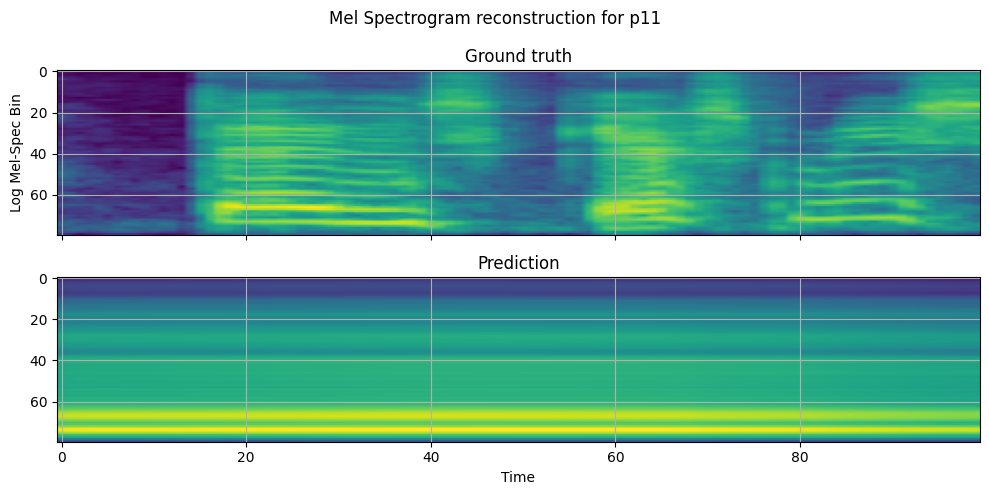 Mel Spectrogram reconstruction for p11
Ground truth
0
20
40
60
Log Mel-Spec Bin
Prediction
0
20
40
60
0 20 40 60 80
Time